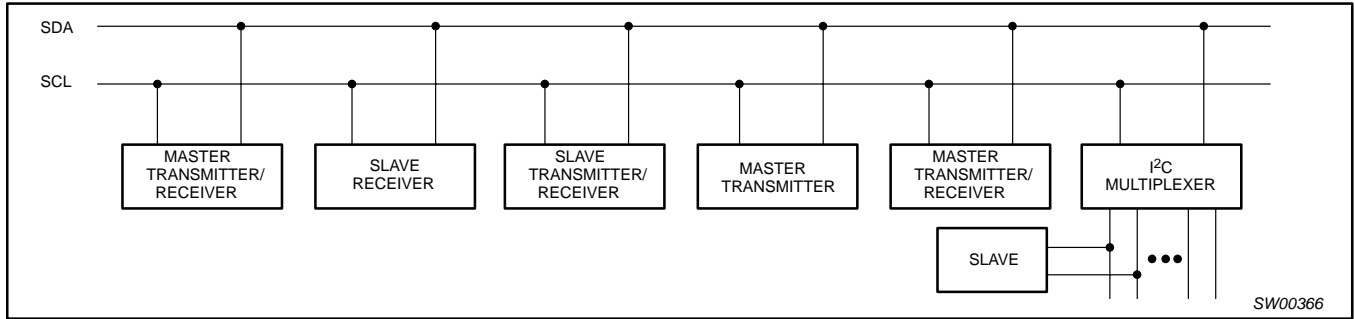 SDA
SCL
MASTER
TRANSMITTER/
RECEIVER
SLAVE
RECEIVER
SLAVE
TRANSMITTER/
RECEIVER
MASTER
TRANSMITTER
MASTER
TRANSMITTER/
RECEIVER
I²C
MULTIPLEXER
SLAVE
SW00366